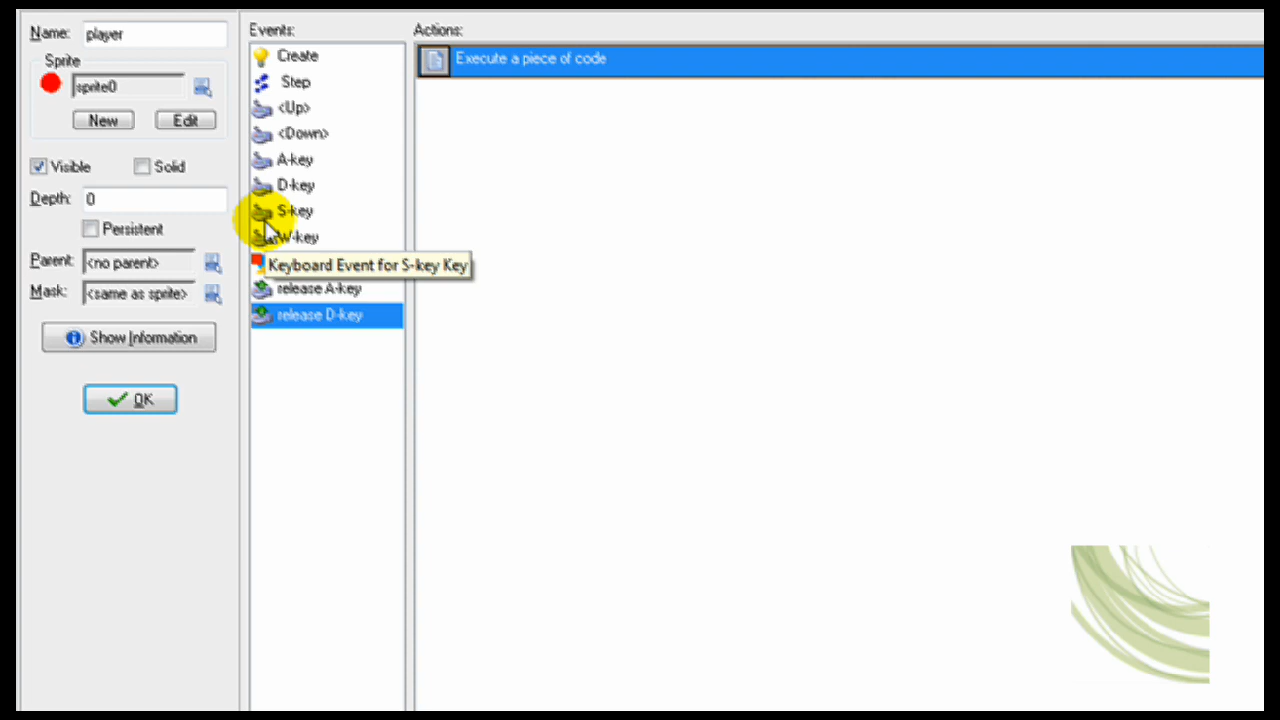 Name: player
Sprite
sprite0
New Edit
Visible Solid
Depth: 0
Persistent
Parent: <no parent>
Mask: <same as sprite>
Show Information
OK
Events:
Create
Step
<Up>
<Down>
A-key
D-key
S-key
W-key
Keyboard Event for S-key Key
release A-key
release D-key
Actions:
Execute a piece of code